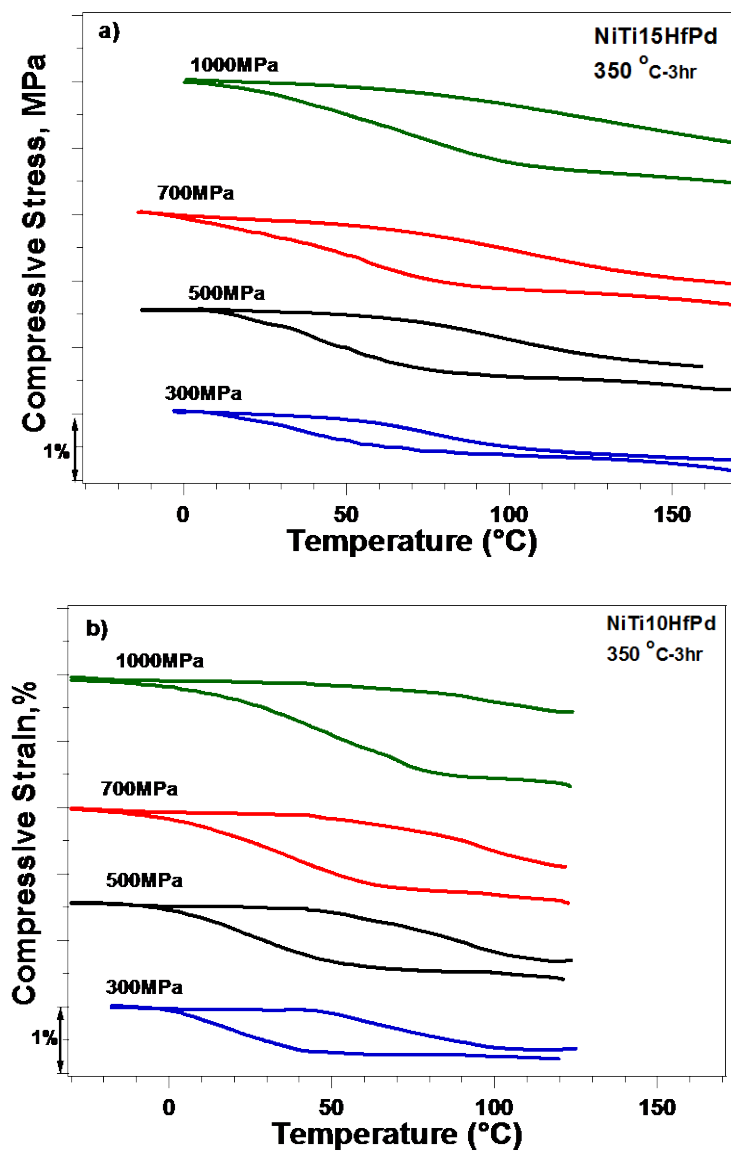 a)
NiTi15HfPd
350 °C-3hr
1000MPa
700MPa
500MPa
300MPa
1%
Compressive Stress, MPa
0 50 100 150
Temperature (°C)
b)
NiTi10HfPd
350 °C-3hr
1000MPa
700MPa
500MPa
300MPa
1%
Compressive Strain,%
0 50 100 150
Temperature (°C)